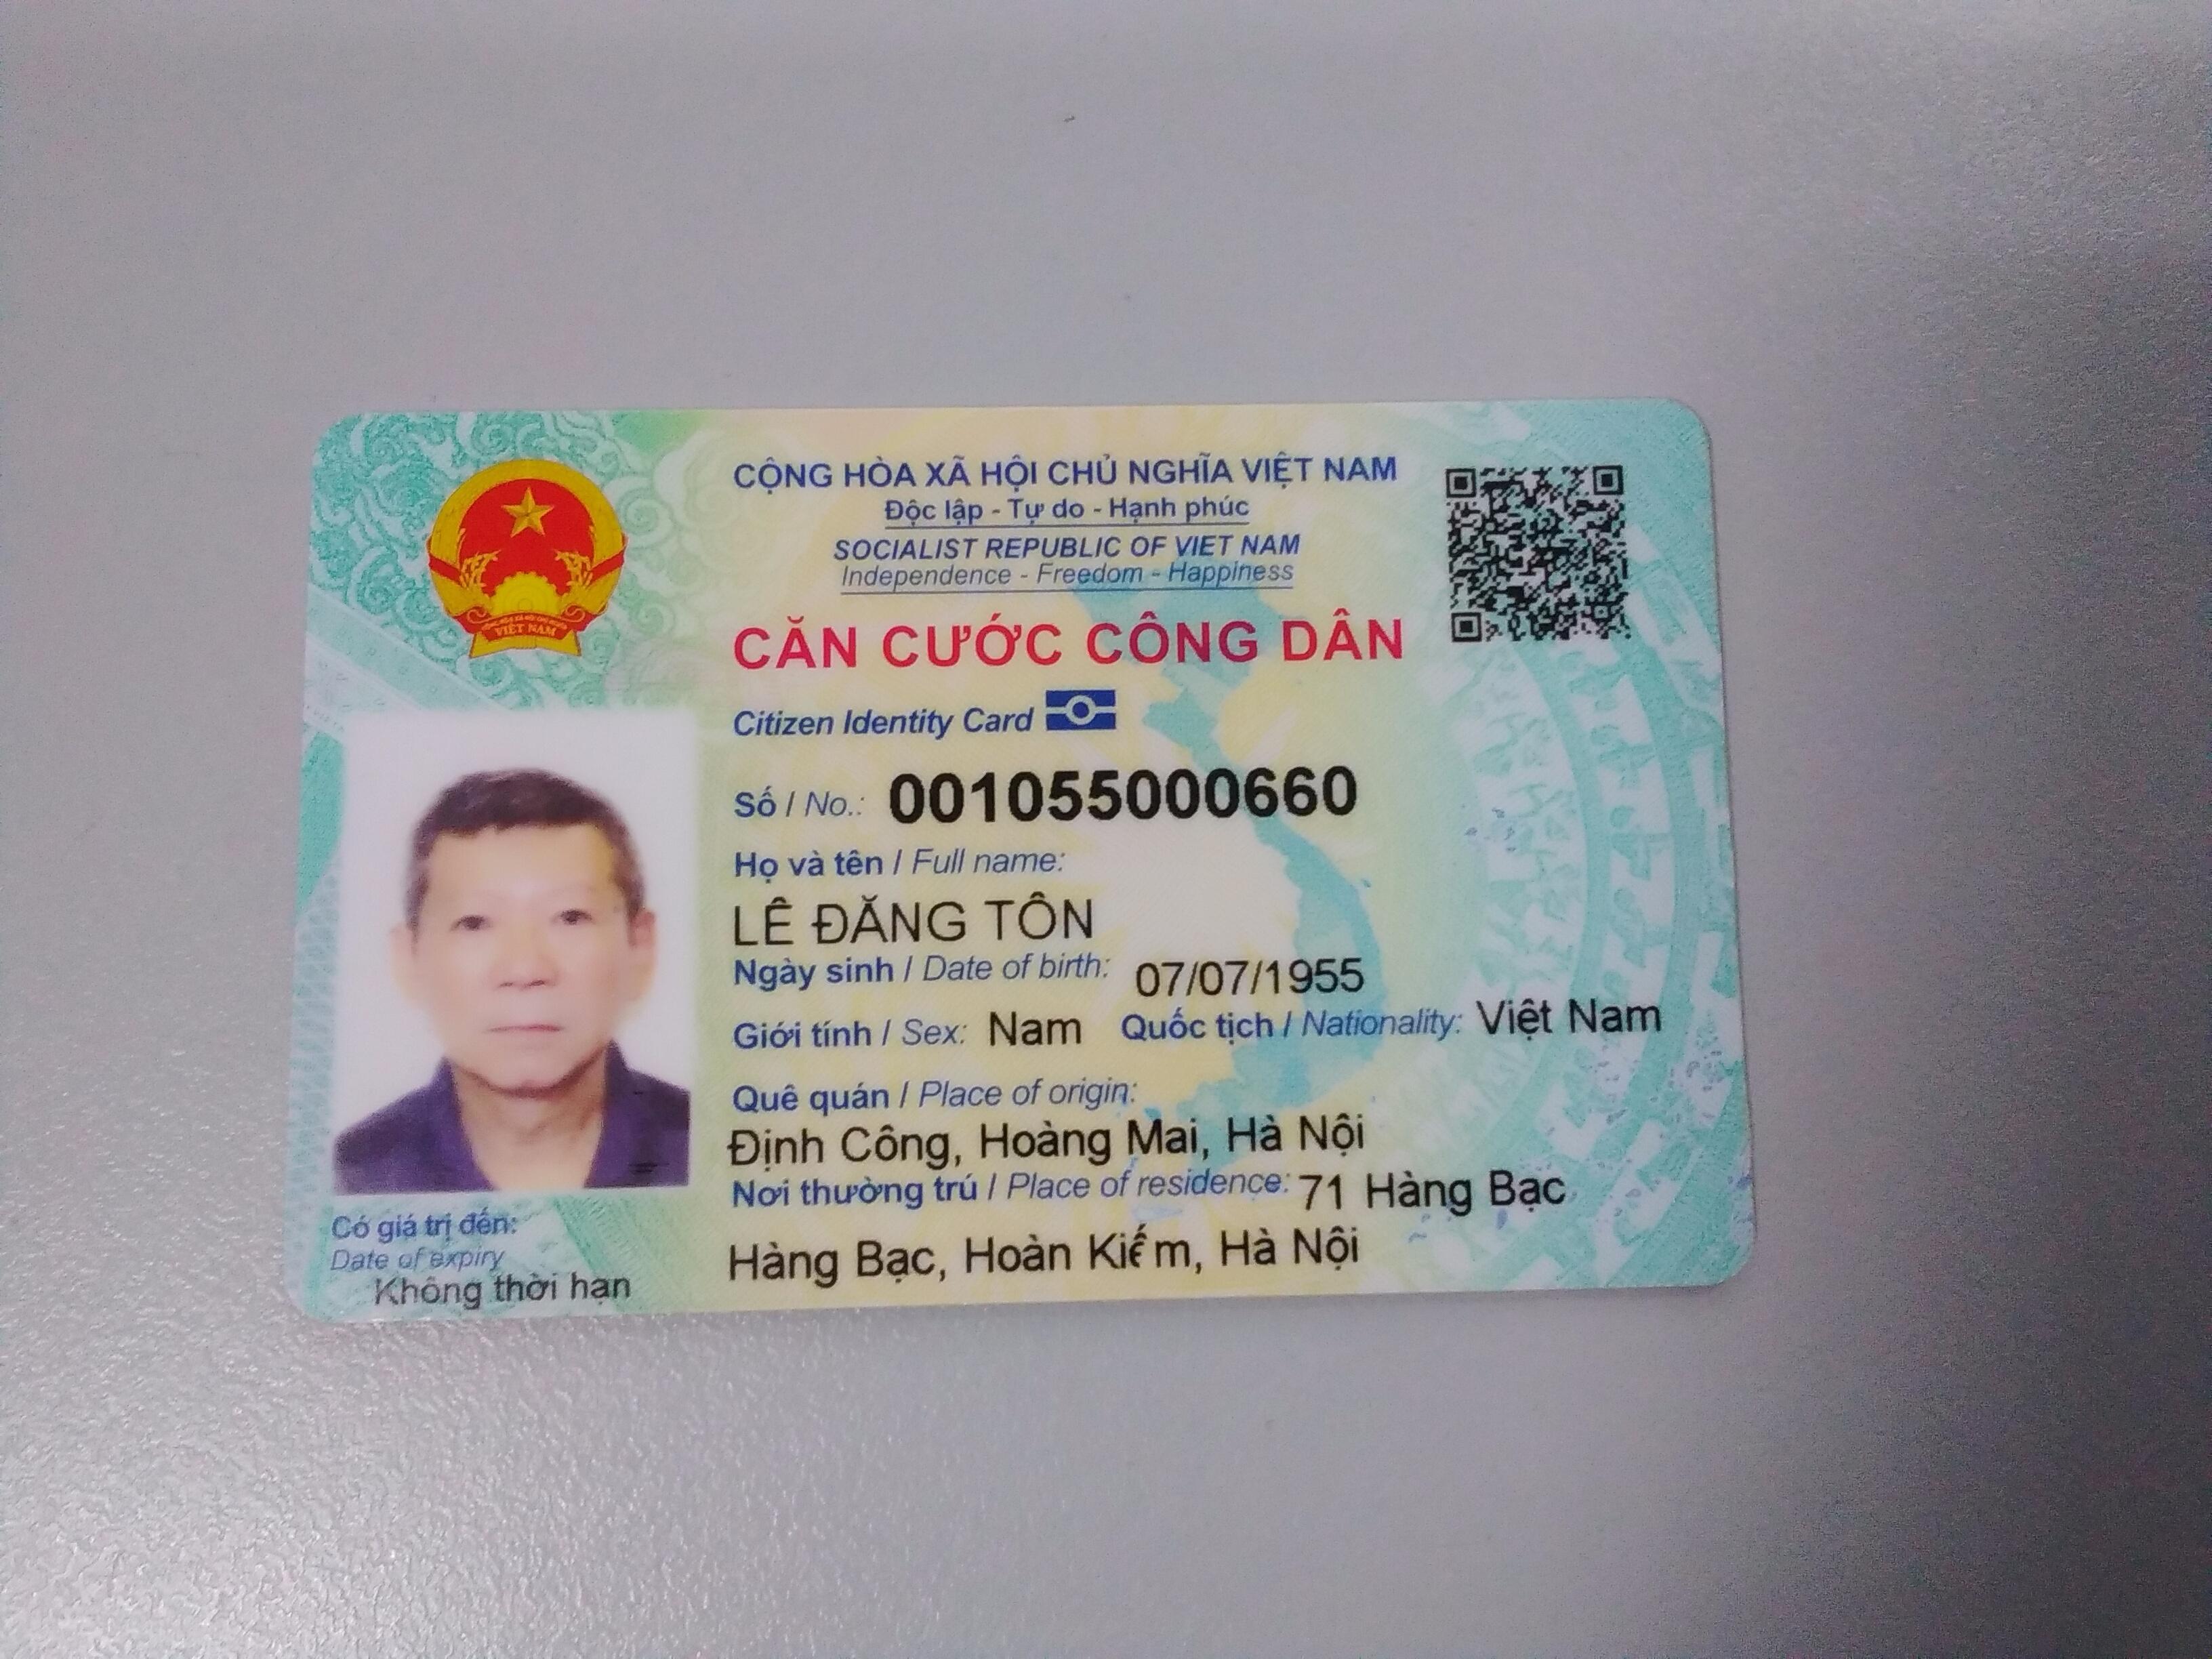 CỘNG HÒA XÃ HỘI CHỦ NGHĨA VIỆT NAM
Độc lập - Tự do - Hạnh phúc
SOCIALIST REPUBLIC OF VIET NAM
Independence - Freedom - Happiness
CĂN CƯỚC CÔNG DÂN
Citizen Identity Card
VIỆT NAM
Số / No.: 001055000660
Họ và tên / Full name:
LÊ ĐĂNG TÔN
Ngày sinh / Date of birth: 07/07/1955
Giới tính / Sex: Nam Quốc tịch / Nationality: Việt Nam
Quê quán / Place of origin:
Định Công, Hoàng Mai, Hà Nội
Nơi thường trú / Place of residence: 71 Hàng Bạc
Hàng Bạc, Hoàn Kiếm, Hà Nội
Có giá trị đến:
Date of expiry
Không thời hạn